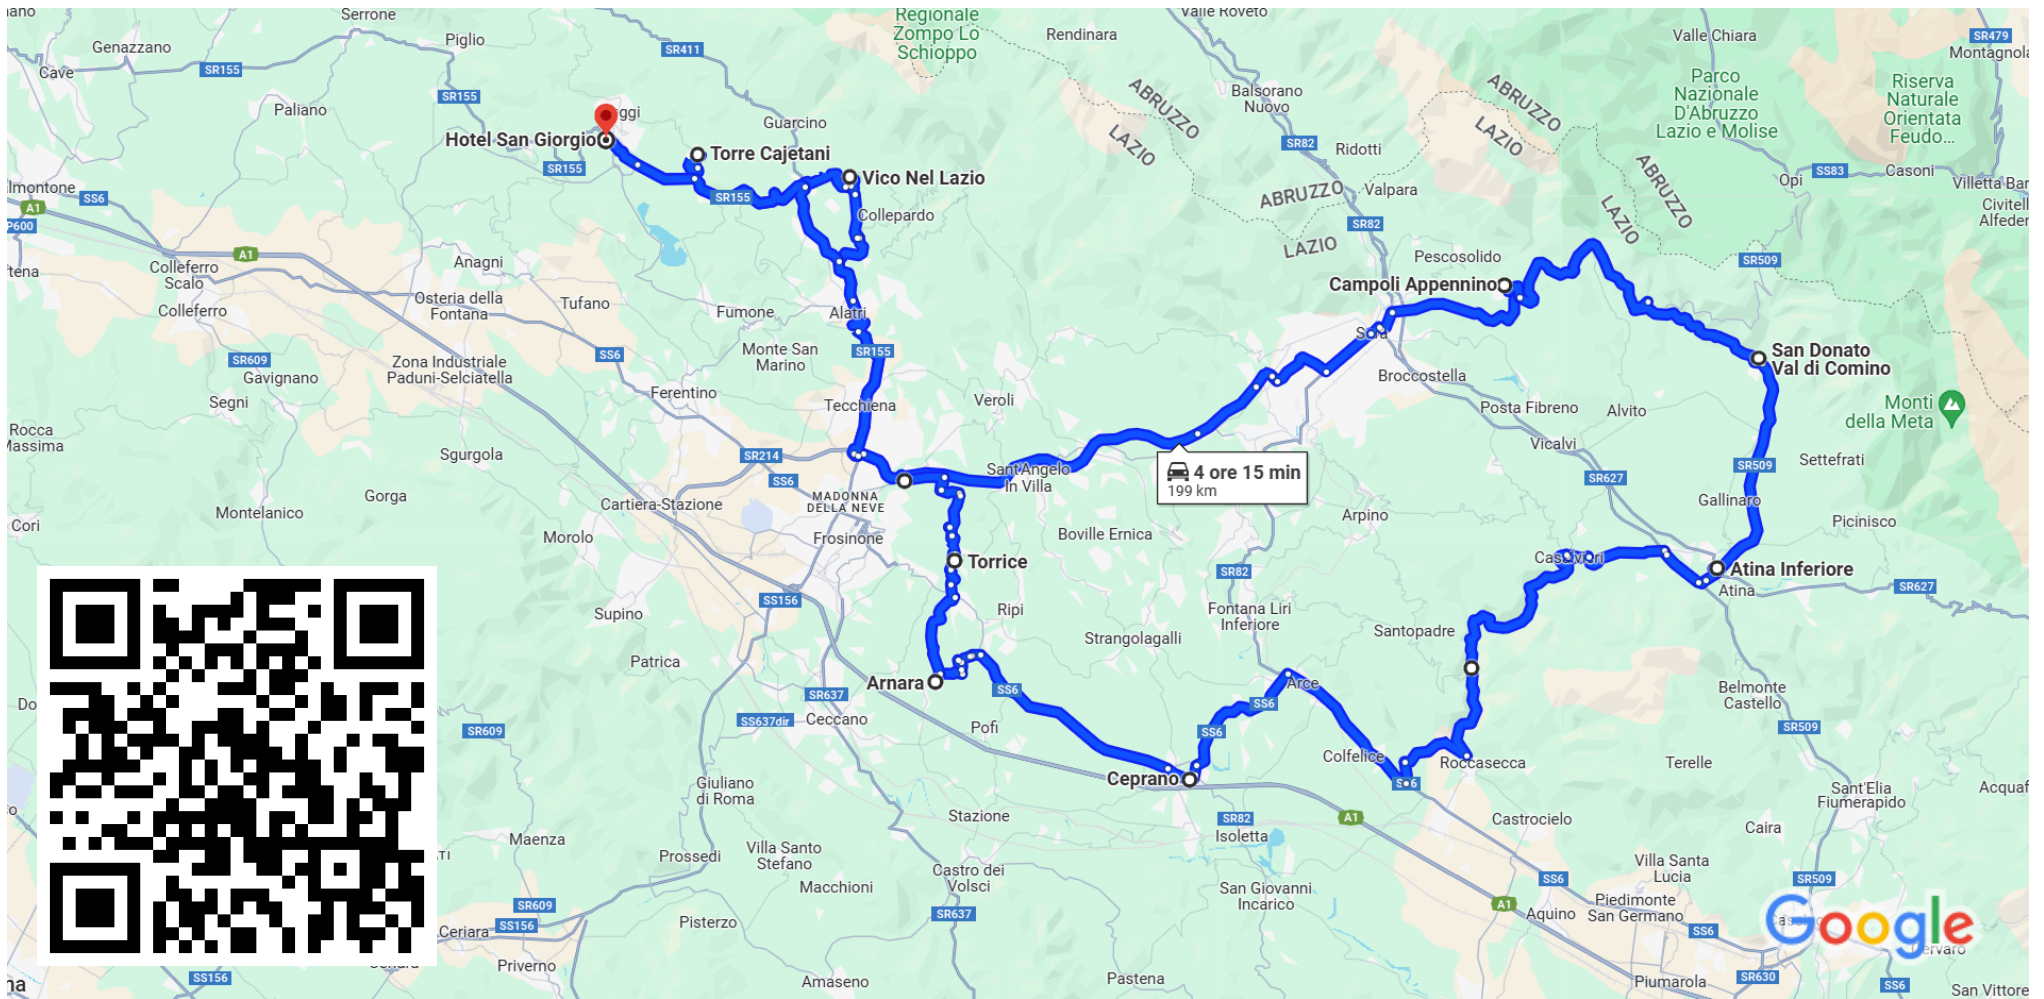 Serrone
Regionale
Zompo Lo
Schioppo
Valle Roveto
Genazzano
Piglio
SR411
Rendinara
Valle Chiara
SR479
Montagnola
Cave
SR155
SR155
Paliano
Balsorano
Nuovo
ABRUZZO
LAZIO
ABRUZZO
LAZIO
Parco
Nazionale
D'Abruzzo
Lazio e Molise
Riserva
Naturale
Orientata
Feudo...
Hotel San Giorgio
Guarcino
SR82
Ridotti
SR155
Torre Cajetani
Vico Nel Lazio
SR155
Collepardo
ABRUZZO
LAZIO
Valpara
SR82
ABRUZZO
LAZIO
Opi
SS83
Casoni
Villetta Bar
Civitell
Alfeder
lmontone
SS6
A1
P600
A1
Colleferro
Scalo
Colleferro
Anagni
Osteria della
Fontana
Tufano
Fumone
Alatri
Pescosolido
Campoli Appennino
SR509
Sora
SR609
Gavignano
Segni
Zona Industriale
Paduni-Selciatella
SS6
Monte San
Marino
SR155
Ferentino
Tecchiena
Veroli
Broccostella
San Donato
Val di Comino
Posta Fibreno
Alvito
Monti
della Meta
Rocca
Massima
Sgurgola
SR214
SS6
Sant'Angelo
In Villa
4 ore 15 min
199 km
Vicalvi
SR509
Settefrati
SR627
Gallinaro
Gorga
Montelanico
Cori
Cartiera-Stazione
MADONNA
DELLA NEVE
Morolo
Frosinone
Boville Ernica
Arpino
Picinisco
Torrice
Casalvieri
Atina Inferiore
Atina
SR627
SR82
SS156
Supino
Ripi
Fontana Liri
Inferiore
Strangolagalli
Santopadre
Patrica
Arnara
SS6
Arce
SR637
SS637dir
Ceccano
Pofi
SS6
SS6
Belmonte
Castello
SR509
SR609
Colfelice
Roccasecca
Terelle
Ceprano
SS6
Giuliano
di Roma
Stazione
SR82
Isoletta
A1
Castrocielo
Caira
Sant'Elia
Fiumerapido
Acquaf
Maenza
Prossedi
Villa Santo
Stefano
Macchioni
Castro dei
Volsci
San Giovanni
Incarico
Villa Santa
Lucia
SS6
SR509
SR609
SS156
Ceriara
Pisterzo
SR637
A1
Aquino
Piedimonte
San Germano
SS6
Google
SS156
Priverno
Amaseno
Pastena
Piumarola
SR630
SS6
San Vittore